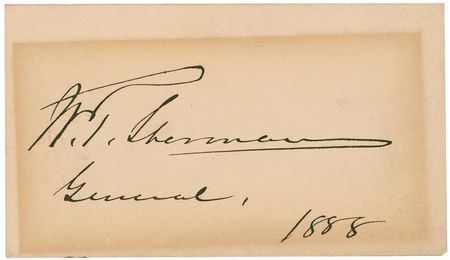 W. T. Sherman
General,
1888